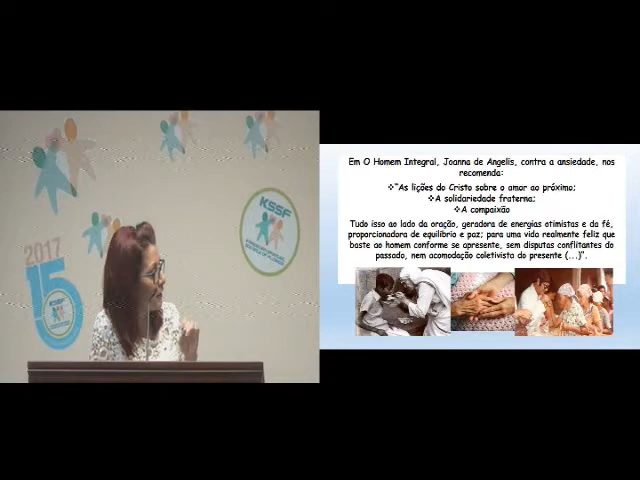 2017
15
KSSF
KSSF
Em O Homem Integral, Joanna de Angelis, contra a ansiedade, nos
recomenda:
❖"As lições do Cristo sobre o amor ao próximo;
❖A solidariedade fraterna;
❖A compaixão
Tudo isso ao lado da oração, geradora de energias otimistas e da fé,
proporcionadora de equilíbrio e paz; para uma vida realmente feliz que
baste ao homem conforme se apresente, sem disputas conflitantes do
passado, nem acomodação coletivista do presente (...)".